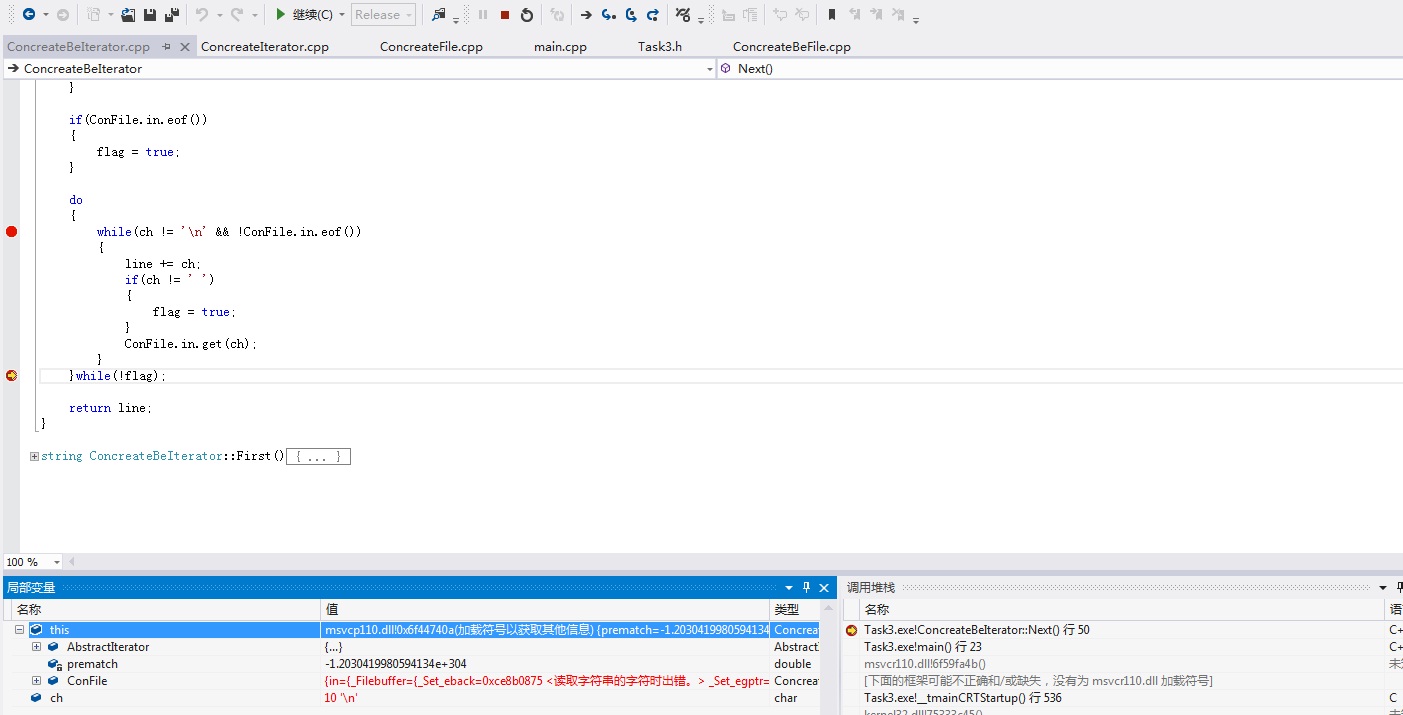 继续(C) Release
ConcreateBeIterator.cpp ConcreateIterator.cpp ConcreateFile.cpp main.cpp Task3.h ConcreateBeFile.cpp
ConcreateBeIterator Next()
}
if(ConFile.in.eof())
{
flag = true;
}
do
{
while(ch != '\n' && !ConFile.in.eof())
{
line += ch;
if(ch != ' ')
{
flag = true;
}
ConFile.in.get(ch);
}
}while(!flag);
return line;
}
string ConcreateBeIterator::First(){ ... }
100 %
局部变量
名称 值 类型
this msvcp110.dll!0x6f44740a(加载符号以获取其他信息) {prematch=-1.2030419980594134 Concrea
AbstractIterator {...} Abstract
prematch -1.2030419980594134e+304 double
ConFile {in={_Filebuffer={_Set_eback=0xce8b0875 <读取字符串的字符时出错。> _Set_egptr= Concrea
ch 10 '\n' char
调用堆栈
名称 语
Task3.exe!ConcreateBeIterator::Next() 行 50 C+
Task3.exe!main() 行 23 C+
msvcr110.dll!6f59fa4b() 未
[下面的框架可能不正确和/或缺失，没有为 msvcr110.dll 加载符号]
Task3.exe!__tmainCRTStartup() 行 536 C
kernel32.dll!75333c45()